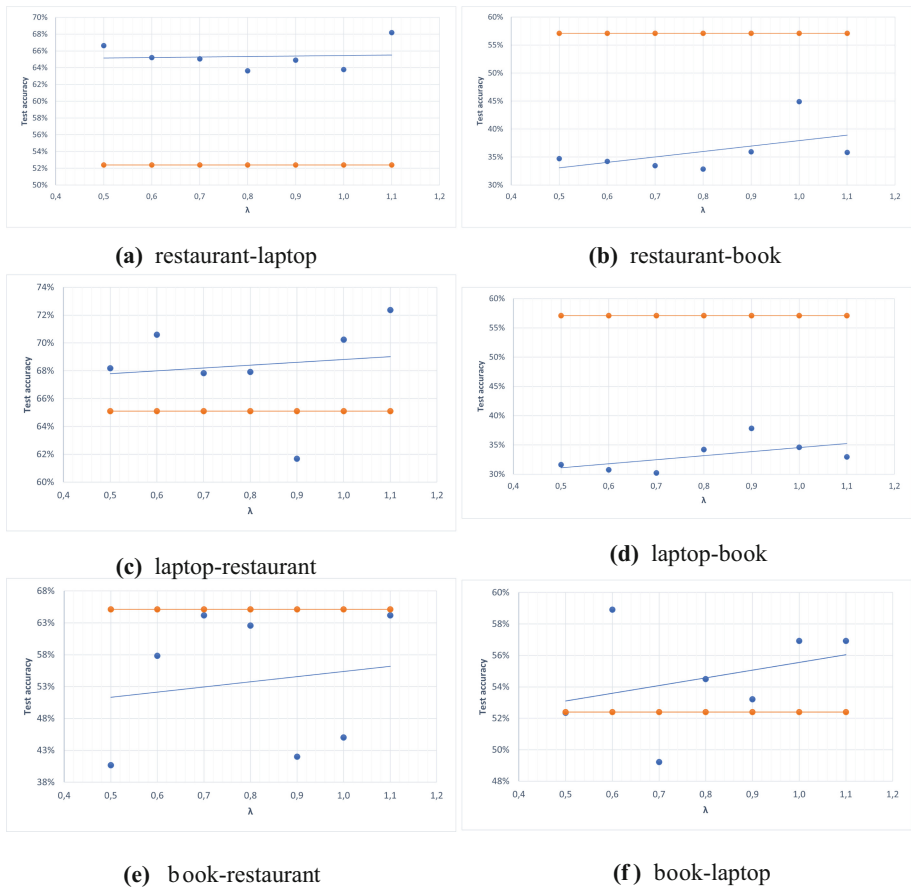 70%
68%
66%
64%
62%
60%
58%
56%
54%
52%
50%
Test accuracy
0,4 0,5 0,6 0,7 0,8 0,9 1,0 1,1 1,2
λ
(a) restaurant-laptop
60%
55%
50%
45%
40%
35%
30%
Test accuracy
0,4 0,5 0,6 0,7 0,8 0,9 1,0 1,1 1,2
λ
(b) restaurant-book
74%
72%
70%
68%
66%
64%
62%
60%
Test accuracy
0,4 0,5 0,6 0,7 0,8 0,9 1,0 1,1 1,2
λ
(c) laptop-restaurant
60%
55%
50%
45%
40%
35%
30%
Test accuracy
0,4 0,5 0,6 0,7 0,8 0,9 1,0 1,1 1,2
λ
(d) laptop-book
68%
63%
58%
53%
48%
43%
38%
Test accuracy
0,4 0,5 0,6 0,7 0,8 0,9 1,0 1,1 1,2
λ
(e) book-restaurant
60%
58%
56%
54%
52%
50%
48%
Test accuracy
0,4 0,5 0,6 0,7 0,8 0,9 1,0 1,1 1,2
λ
(f) book-laptop